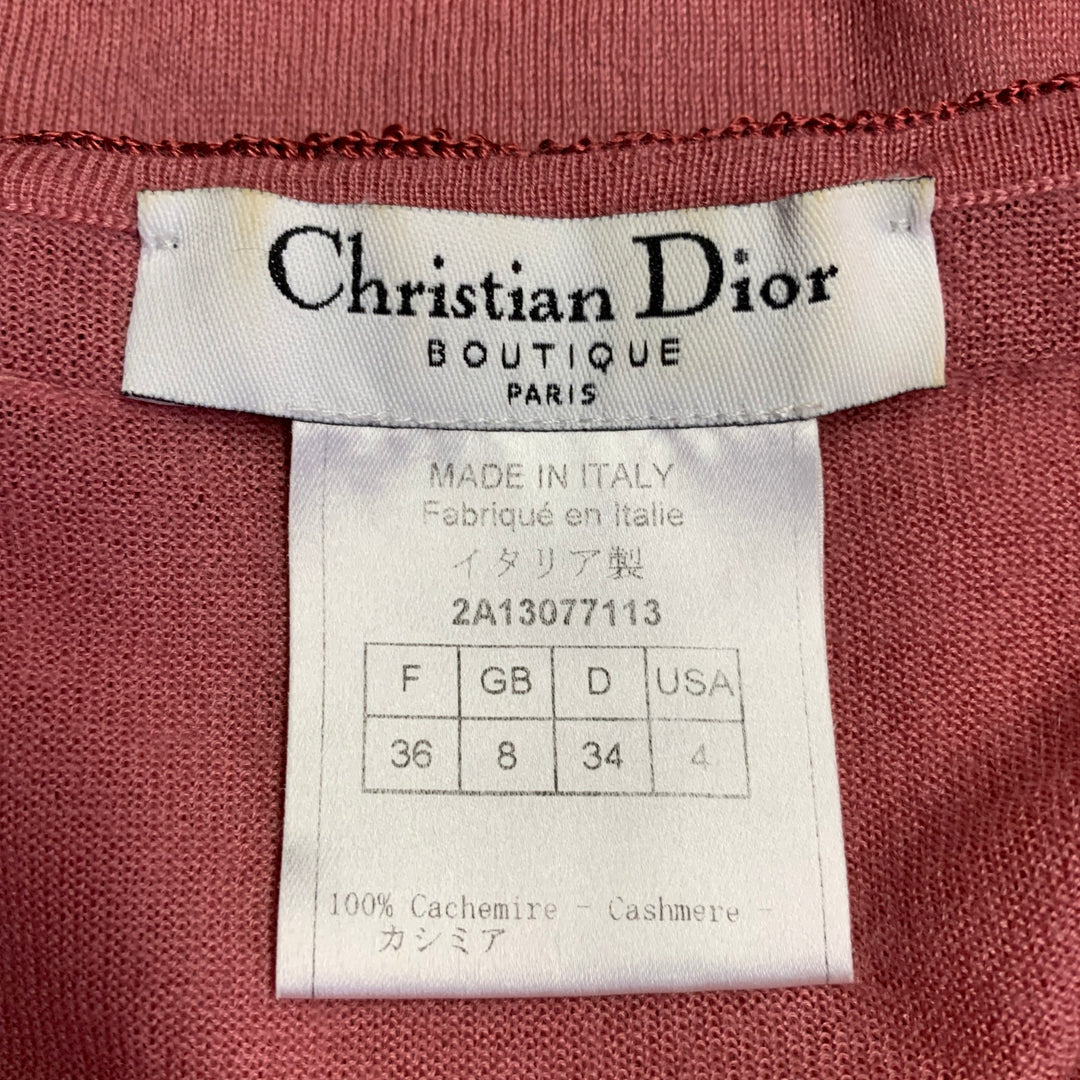 Christian Dior
BOUTIQUE
PARIS
MADE IN ITALY
Fabriqué en Italie
イタリア製
2A13077113
F GB D USA
36 8 34 4
100% Cachemire - Cashmere -
カシミア